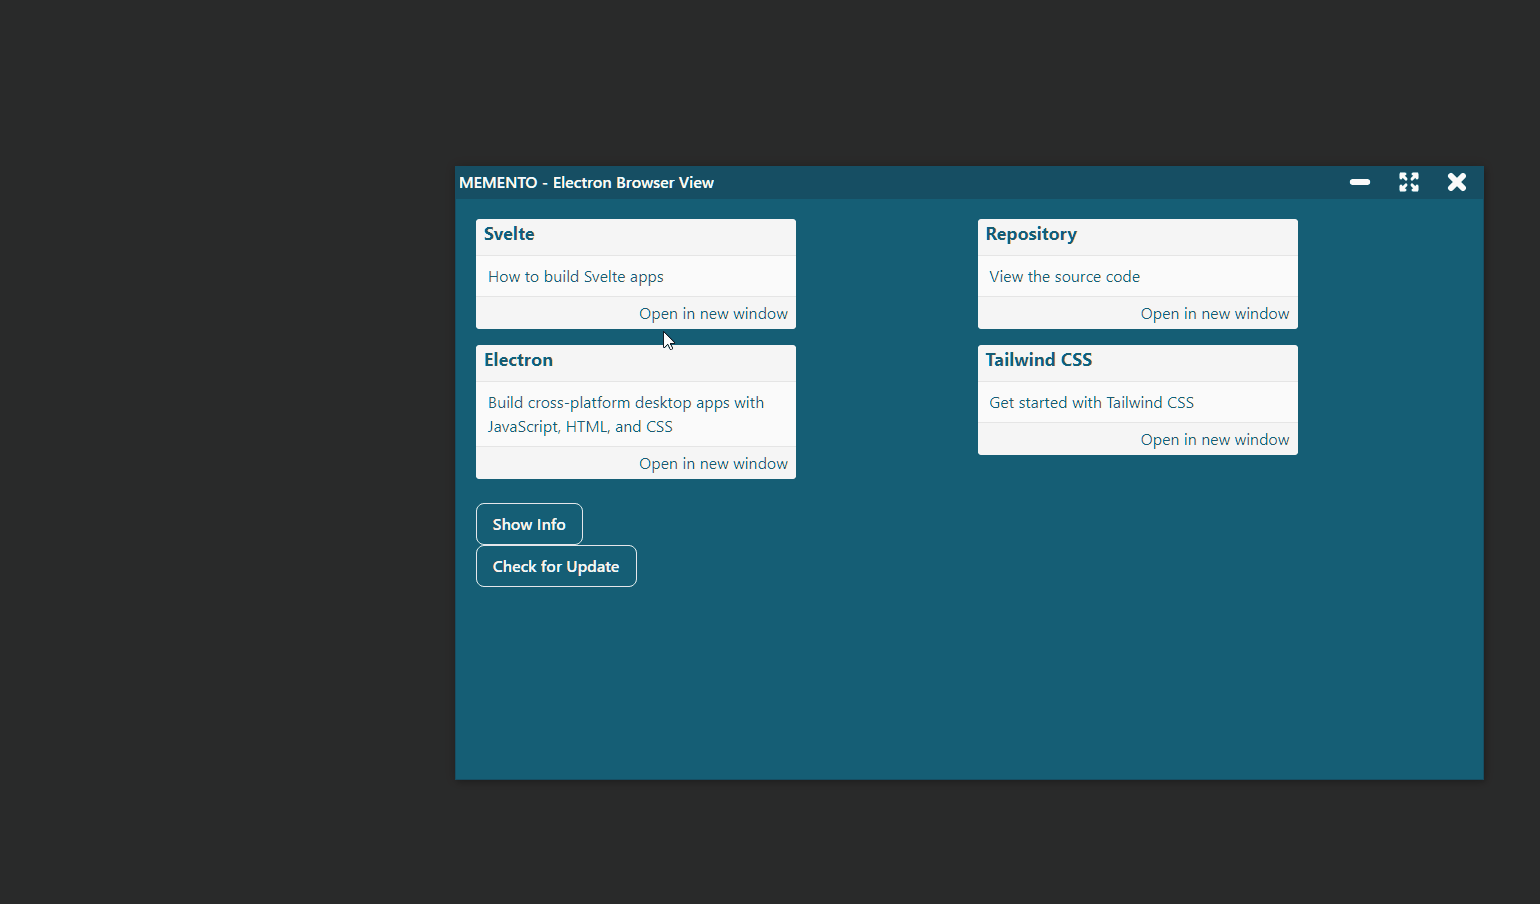 MEMENTO - Electron Browser View
Svelte
How to build Svelte apps
Open in new window
Electron
Build cross-platform desktop apps with
JavaScript, HTML, and CSS
Open in new window
Repository
View the source code
Open in new window
Tailwind CSS
Get started with Tailwind CSS
Open in new window
Show Info
Check for Update